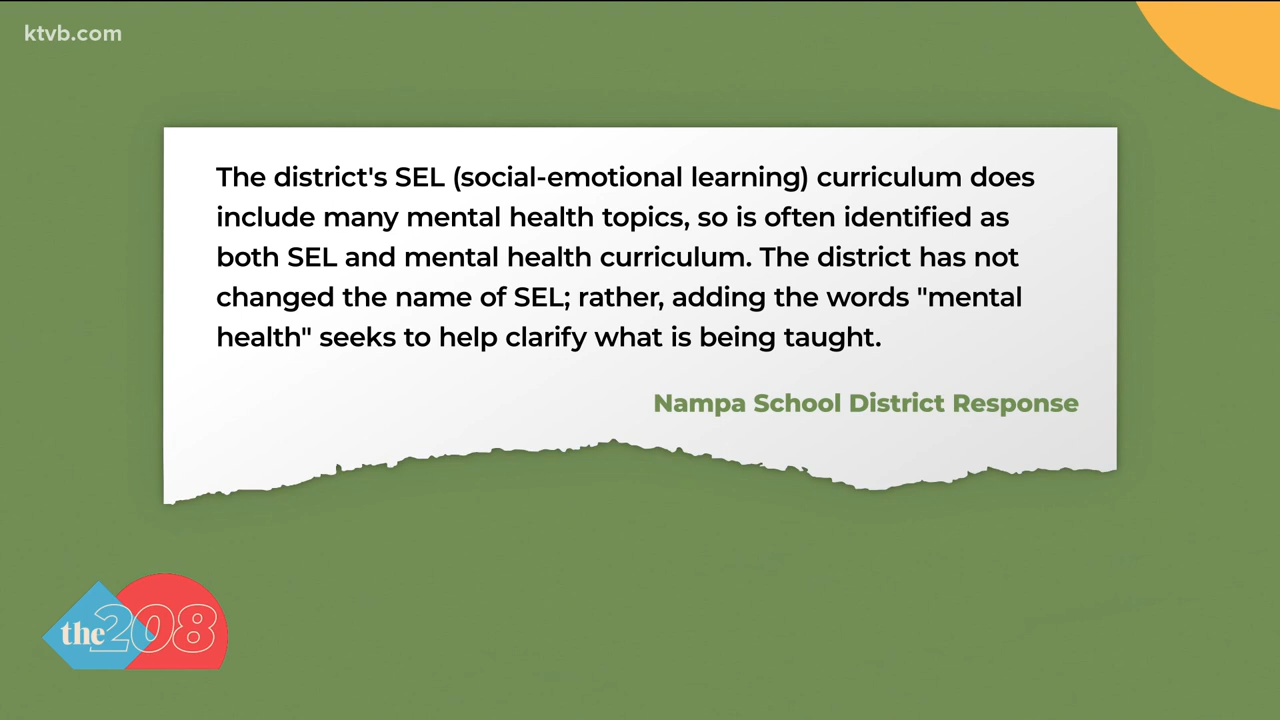 ktvb.com
The district's SEL (social-emotional learning) curriculum does
include many mental health topics, so is often identified as
both SEL and mental health curriculum. The district has not
changed the name of SEL; rather, adding the words "mental
health" seeks to help clarify what is being taught.
Nampa School District Response
the 208